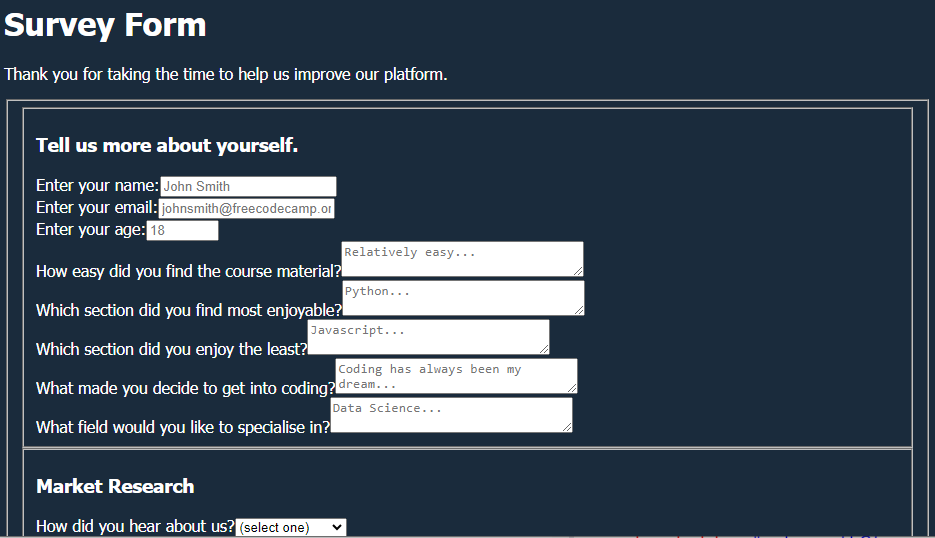 Survey Form
Thank you for taking the time to help us improve our platform.
Tell us more about yourself.
Enter your name: John Smith
Enter your email: johnsmith@freecodecamp.or
Enter your age: 18
How easy did you find the course material? Relatively easy...
Which section did you find most enjoyable? Python...
Which section did you enjoy the least? Javascript...
What made you decide to get into coding? Coding has always been my
dream...
What field would you like to specialise in? Data Science...
Market Research
How did you hear about us? (select one)